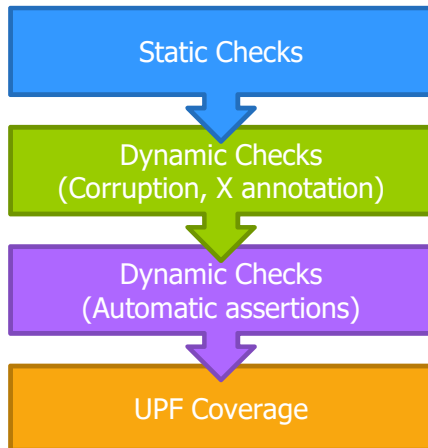 Static Checks
Dynamic Checks
(Corruption, X annotation)
Dynamic Checks
(Automatic assertions)
UPF Coverage